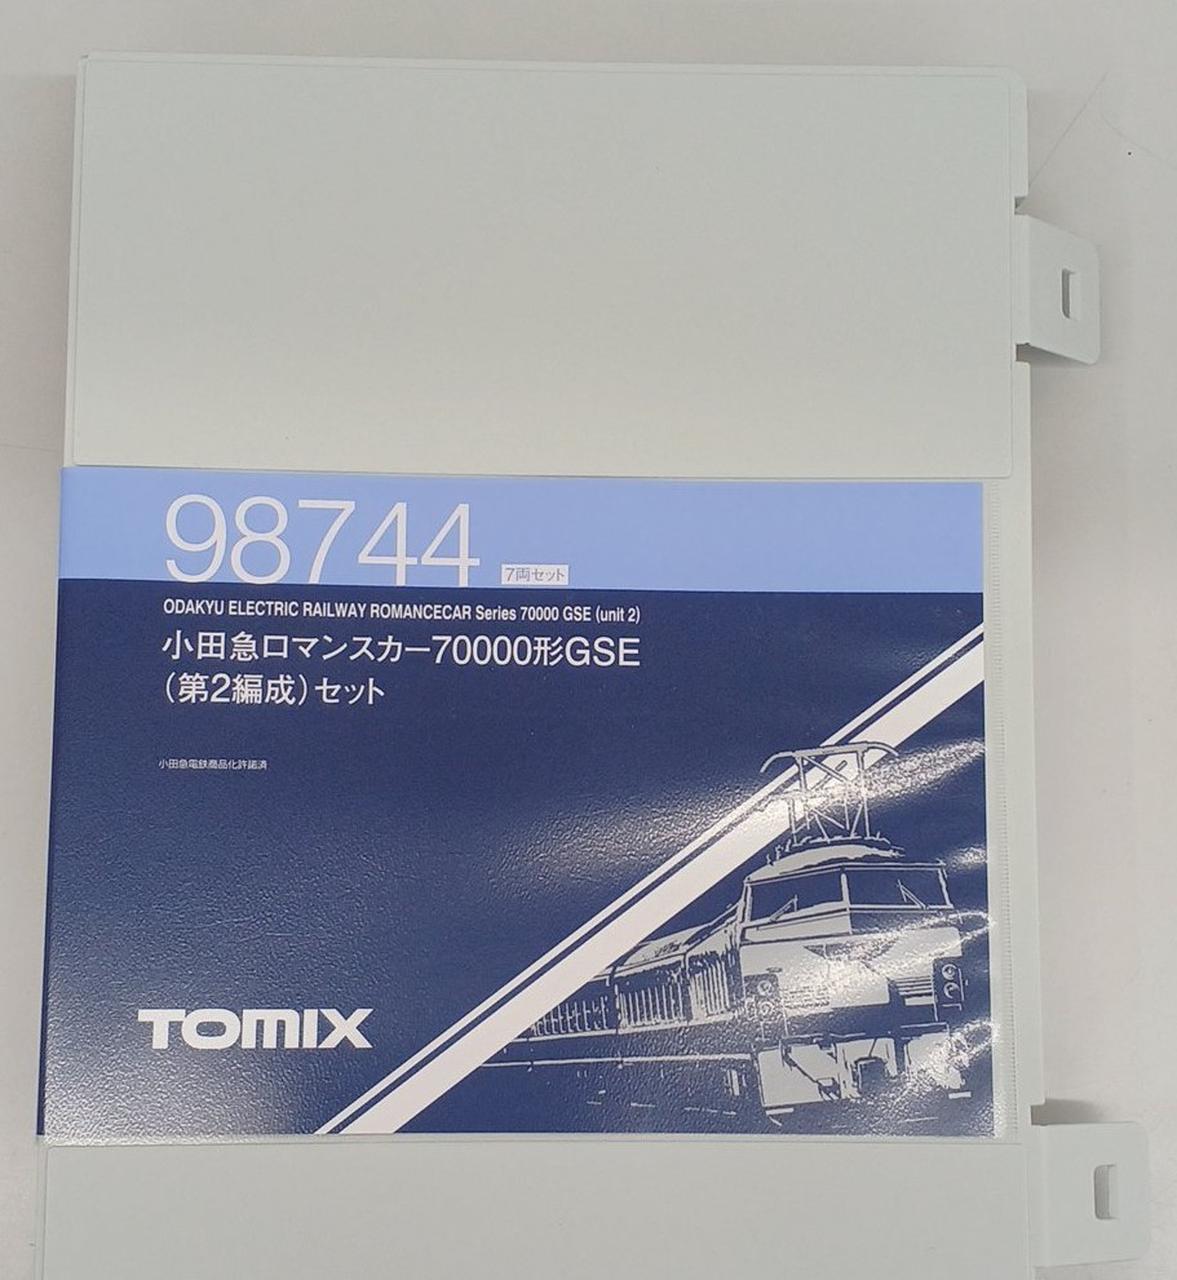 98744
7両セット
ODAKYU ELECTRIC RAILWAY ROMANCECAR Series 70000 GSE (unit 2)
小田急ロマンスカー70000形GSE
（第2編成）セット
小田急電鉄商品化許諾済
TOMIX